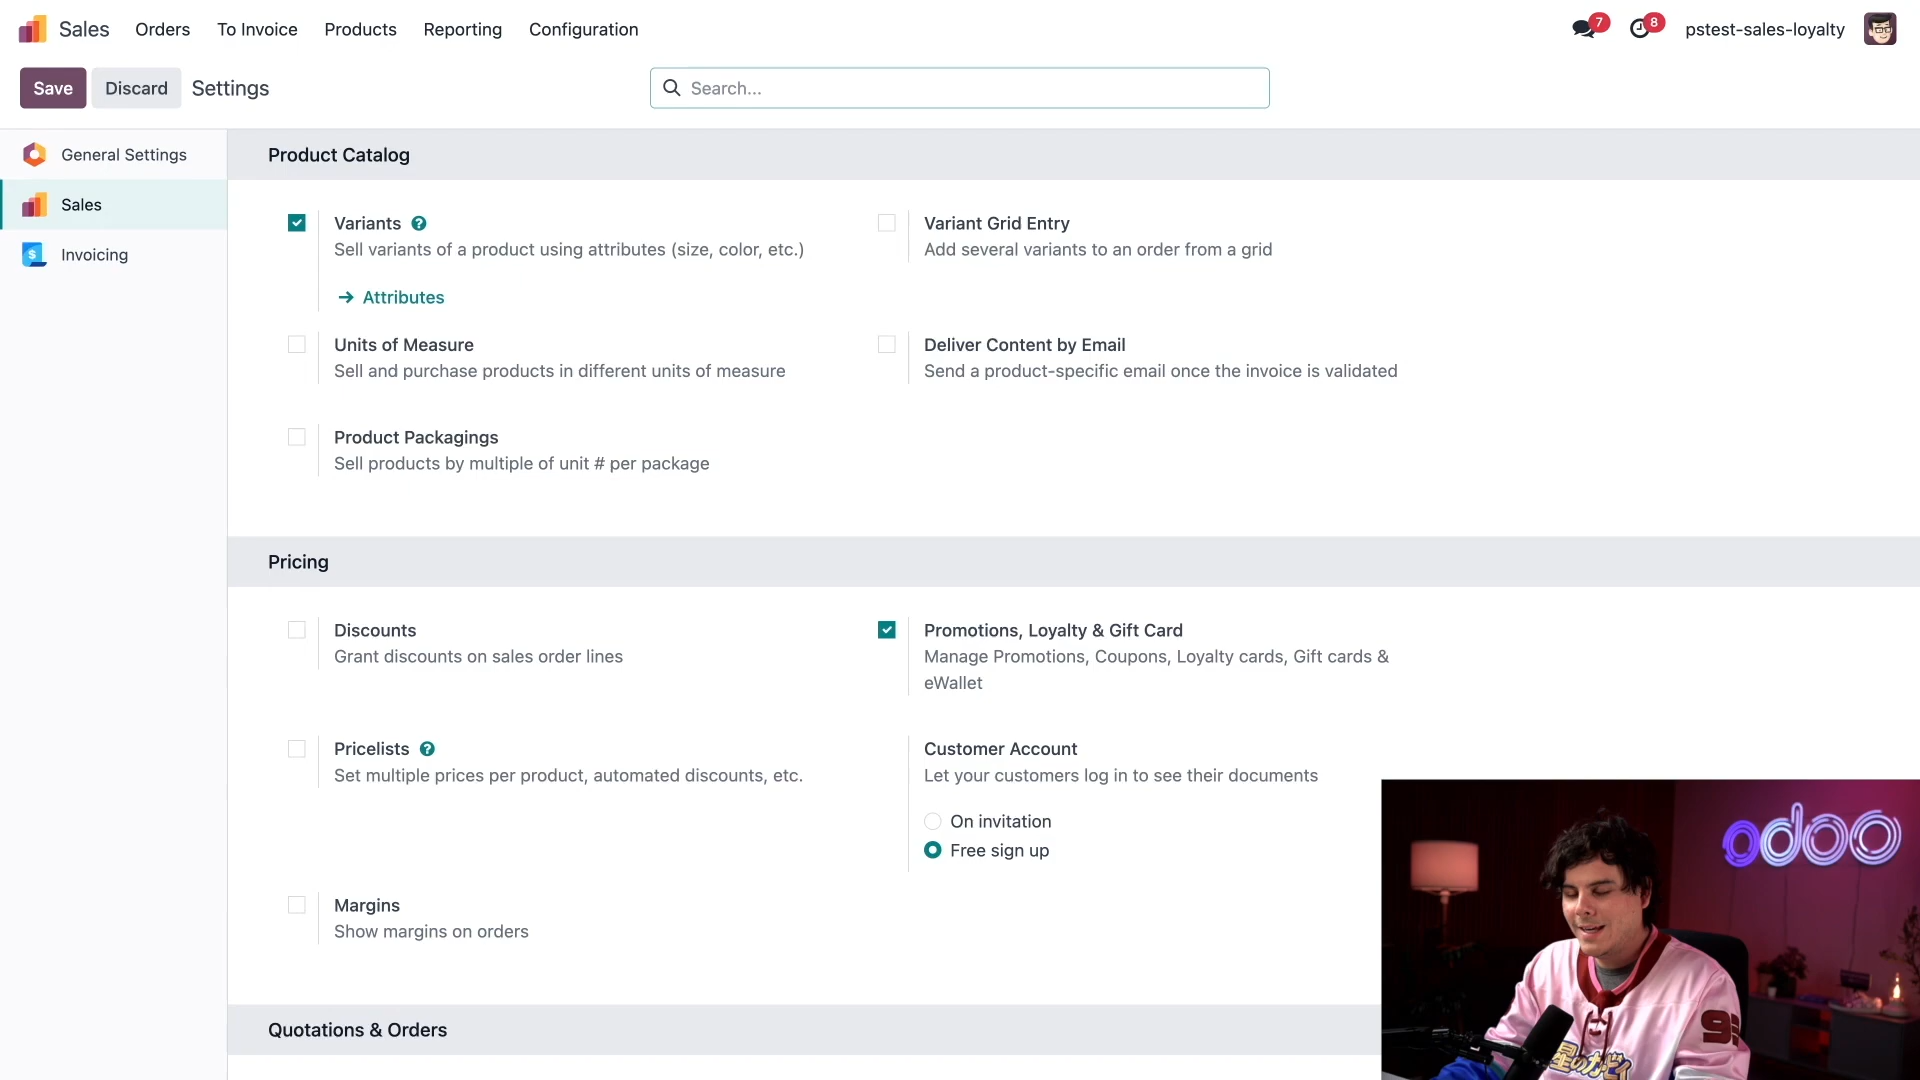 Sales Orders To Invoice Products Reporting Configuration 7 8 pstest-sales-loyalty
Save Discard Settings Search...
General Settings
Sales
Invoicing
Product Catalog
Variants ?
Sell variants of a product using attributes (size, color, etc.)
→ Attributes
Variant Grid Entry
Add several variants to an order from a grid
Units of Measure
Sell and purchase products in different units of measure
Deliver Content by Email
Send a product-specific email once the invoice is validated
Product Packagings
Sell products by multiple of unit # per package
Pricing
Discounts
Grant discounts on sales order lines
Promotions, Loyalty & Gift Card
Manage Promotions, Coupons, Loyalty cards, Gift cards &
eWallet
Pricelists ?
Set multiple prices per product, automated discounts, etc.
Customer Account
Let your customers log in to see their documents
On invitation
Free sign up
Margins
Show margins on orders
Quotations & Orders
odoo
星のカービィ